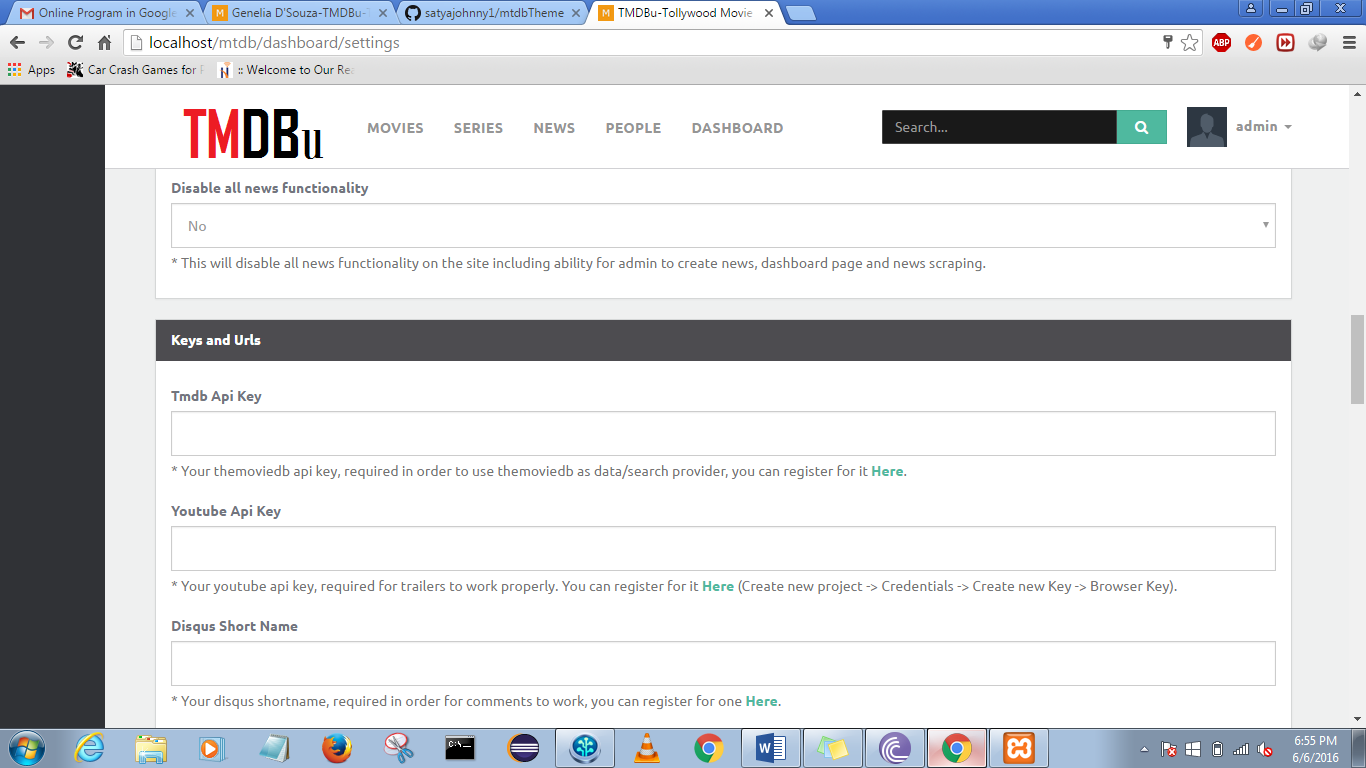 Online Program in Google
Genelia D'Souza-TMDBu-T
satyajohnny1/mtdbTheme
TMDBu-Tollywood Movie
localhost/mtdb/dashboard/settings
ABP
Apps
Car Crash Games for
:: Welcome to Our Rea
TMDBu
MOVIES
SERIES
NEWS
PEOPLE
DASHBOARD
Search...
admin
Disable all news functionality
No
* This will disable all news functionality on the site including ability for admin to create news, dashboard page and news scraping.
Keys and Urls
Tmdb Api Key
* Your themoviedb api key, required in order to use themoviedb as data/search provider, you can register for it Here.
Youtube Api Key
* Your youtube api key, required for trailers to work properly. You can register for it Here (Create new project -> Credentials -> Create new Key -> Browser Key).
Disqus Short Name
* Your disqus shortname, required in order for comments to work, you can register for one Here.
6:55 PM
6/6/2016